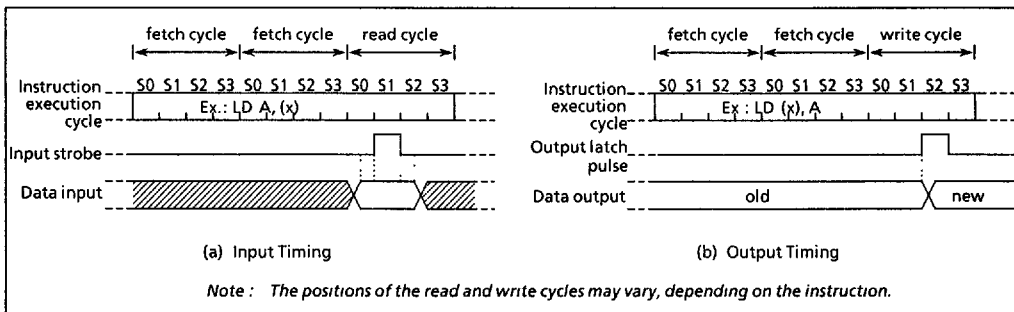 fetch cycle fetch cycle read cycle
Instruction execution cycle
S0 S1 S2 S3 S0 S1 S2 S3 S0 S1 S2 S3
Ex.: LD A, (x)
Input strobe
Data input
(a) Input Timing
fetch cycle fetch cycle write cycle
Instruction execution cycle
S0 S1 S2 S3 S0 S1 S2 S3 S0 S1 S2 S3
Ex : LD (x), A
Output latch pulse
Data output
old
new
(b) Output Timing
Note : The positions of the read and write cycles may vary, depending on the instruction.